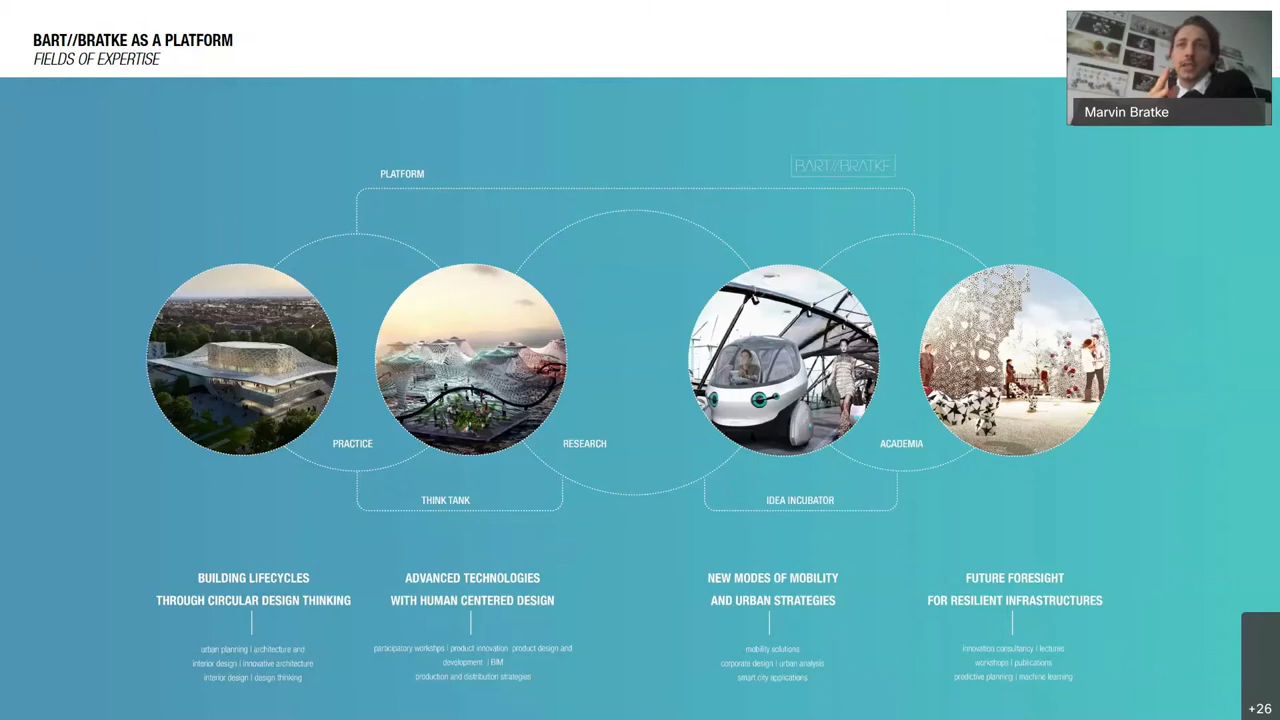 BART//BRATKE AS A PLATFORM
FIELDS OF EXPERTISE
Marvin Bratke
BART//BRATKE
PLATFORM
PRACTICE
RESEARCH
ACADEMIA
THINK TANK
IDEA INCUBATOR
BUILDING LIFECYCLES
THROUGH CIRCULAR DESIGN THINKING
urban planning | architecture and
interior design | innovative architecture
interior design | design thinking
ADVANCED TECHNOLOGIES
WITH HUMAN CENTERED DESIGN
participatory workshps | product innovation product design and
development | BIM
production and distribution strategies
NEW MODES OF MOBILITY
AND URBAN STRATEGIES
mobility solutions
corporate design | urban analysis
smart city applications
FUTURE FORESIGHT
FOR RESILIENT INFRASTRUCTURES
innovation consultancy | lectures
workshops | publications
predictive planning | machine learning
+26